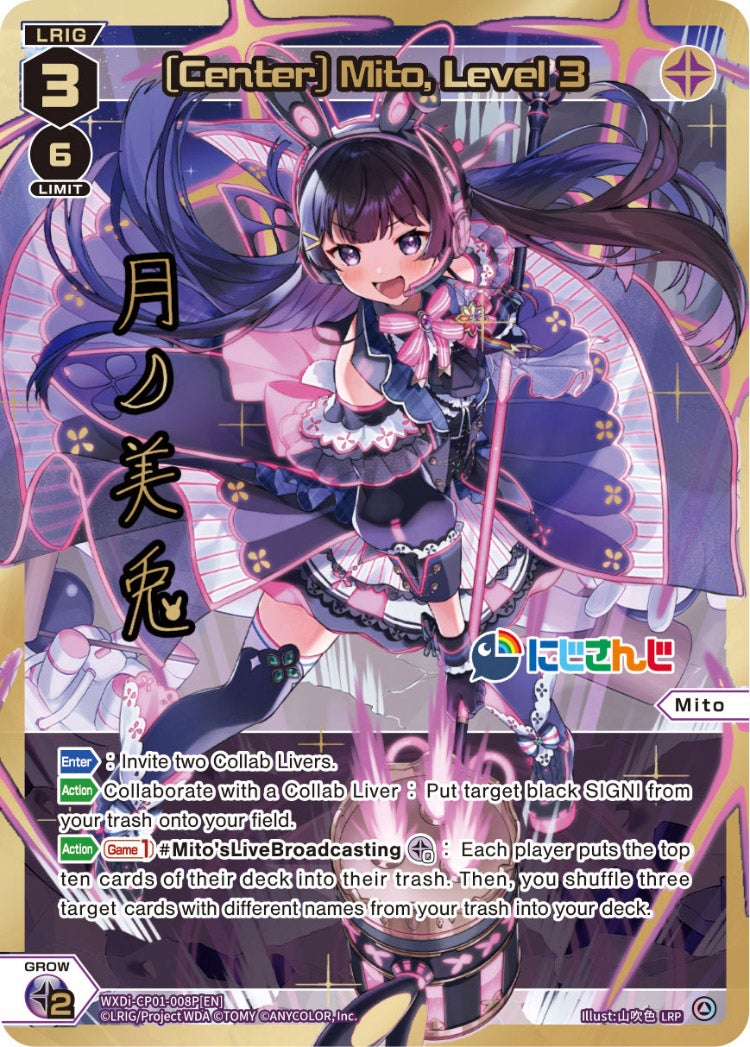 LRIG
[Center] Mito, Level 3
3
6
LIMIT
月ノ美兎
にじさんじ
Mito
Enter : Invite two Collab Livers.
Action Collaborate with a Collab Liver : Put target black SIGNI from
your trash onto your field.
Action Game 1 #Mito'sLiveBroadcasting 0 : Each player puts the top
ten cards of their deck into their trash. Then, you shuffle three
target cards with different names from your trash into your deck.
GROW
2
WXDi-CP01-008P[EN]
©LRIG/Project WDA ©TOMY ©ANYCOLOR, Inc.
Illust:山吹色 LRP